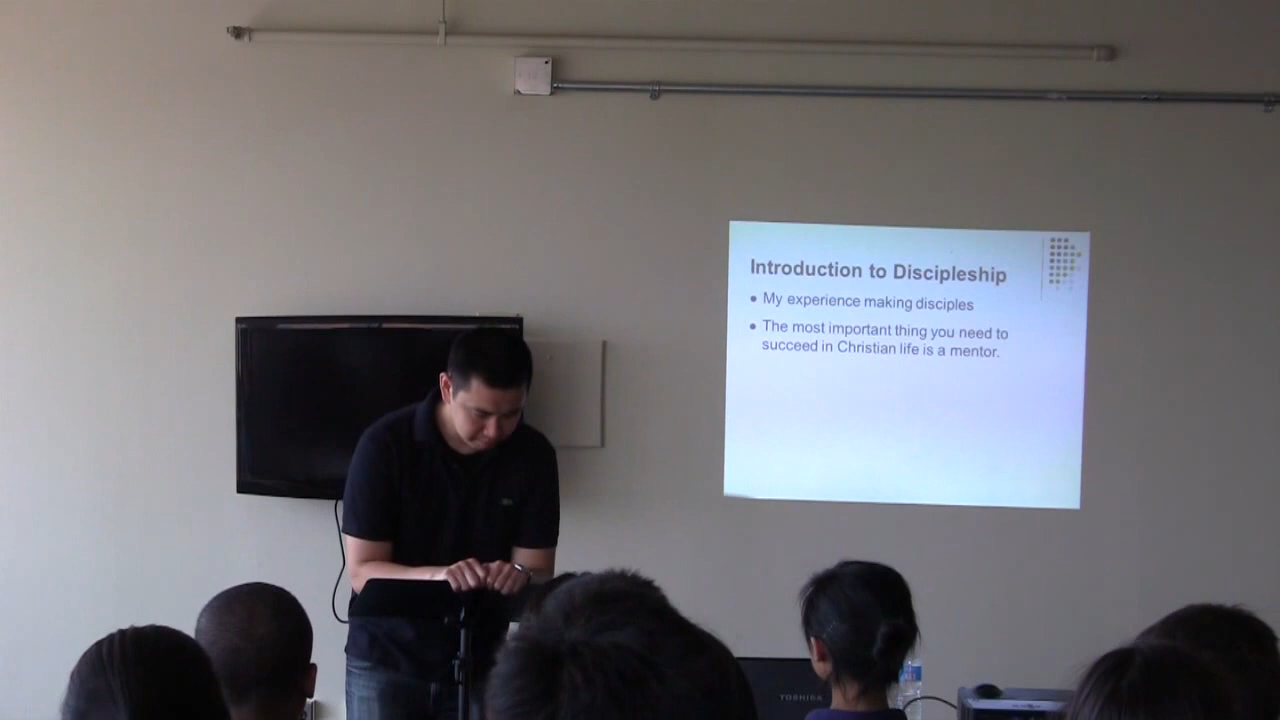 Introduction to Discipleship
● My experience making disciples
● The most important thing you need to
succeed in Christian life is a mentor.
TOSHIBA